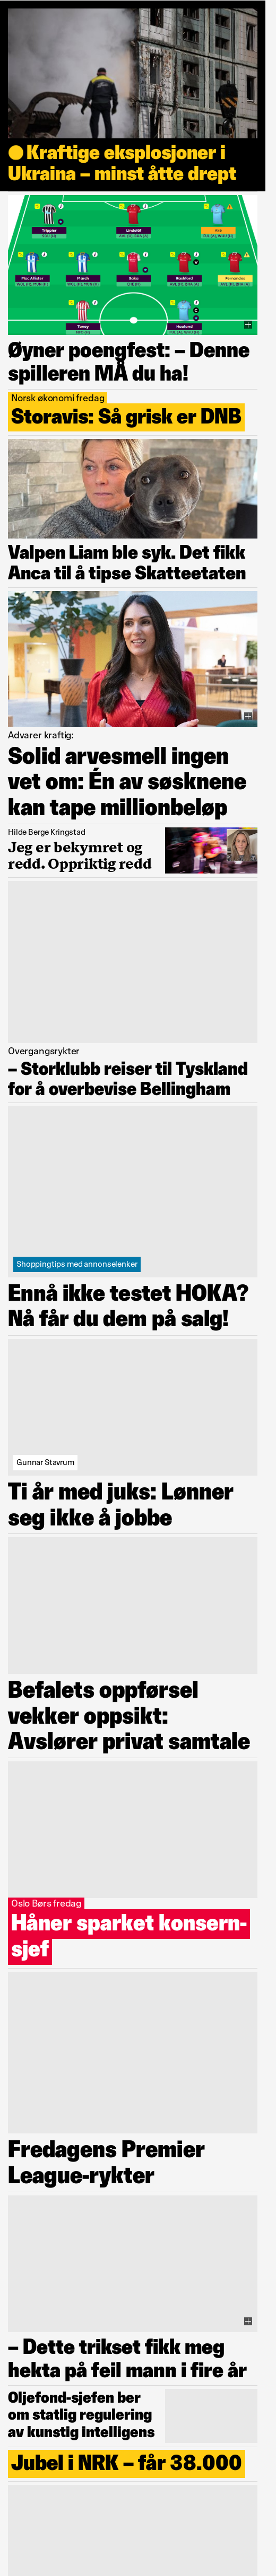 Kraftige eksplosjoner i
Ukraina – minst åtte drept
Trippier
Lindelöf
Mac Allister
March
Saka
Rashford
Fernandes
Toney
Haaland
Øyner poengfest: – Denne
spilleren MÅ du ha!
Norsk økonomi fredag
Storavis: Så grisk er DNB
Valpen Liam ble syk. Det fikk
Anca til å tipse Skatteetaten
Advarer kraftig:
Solid arvesmell ingen
vet om: Én av søsknene
kan tape millionbeløp
Hilde Berge Kringstad
Jeg er bekymret og
redd. Oppriktig redd
Overgangsrykter
– Storklubb reiser til Tyskland
for å overbevise Bellingham
Shoppingtips med annonselenker
Ennå ikke testet HOKA?
Nå får du dem på salg!
Gunnar Stavrum
Ti år med juks: Lønner
seg ikke å jobbe
Befalets oppførsel
vekker oppsikt:
Avslører privat samtale
Oslo Børs fredag
Håner sparket konsern-
sjef
Fredagens Premier
League-rykter
– Dette trikset fikk meg
hekta på feil mann i fire år
Oljefond-sjefen ber
om statlig regulering
av kunstig intelligens
Jubel i NRK – får 38.000